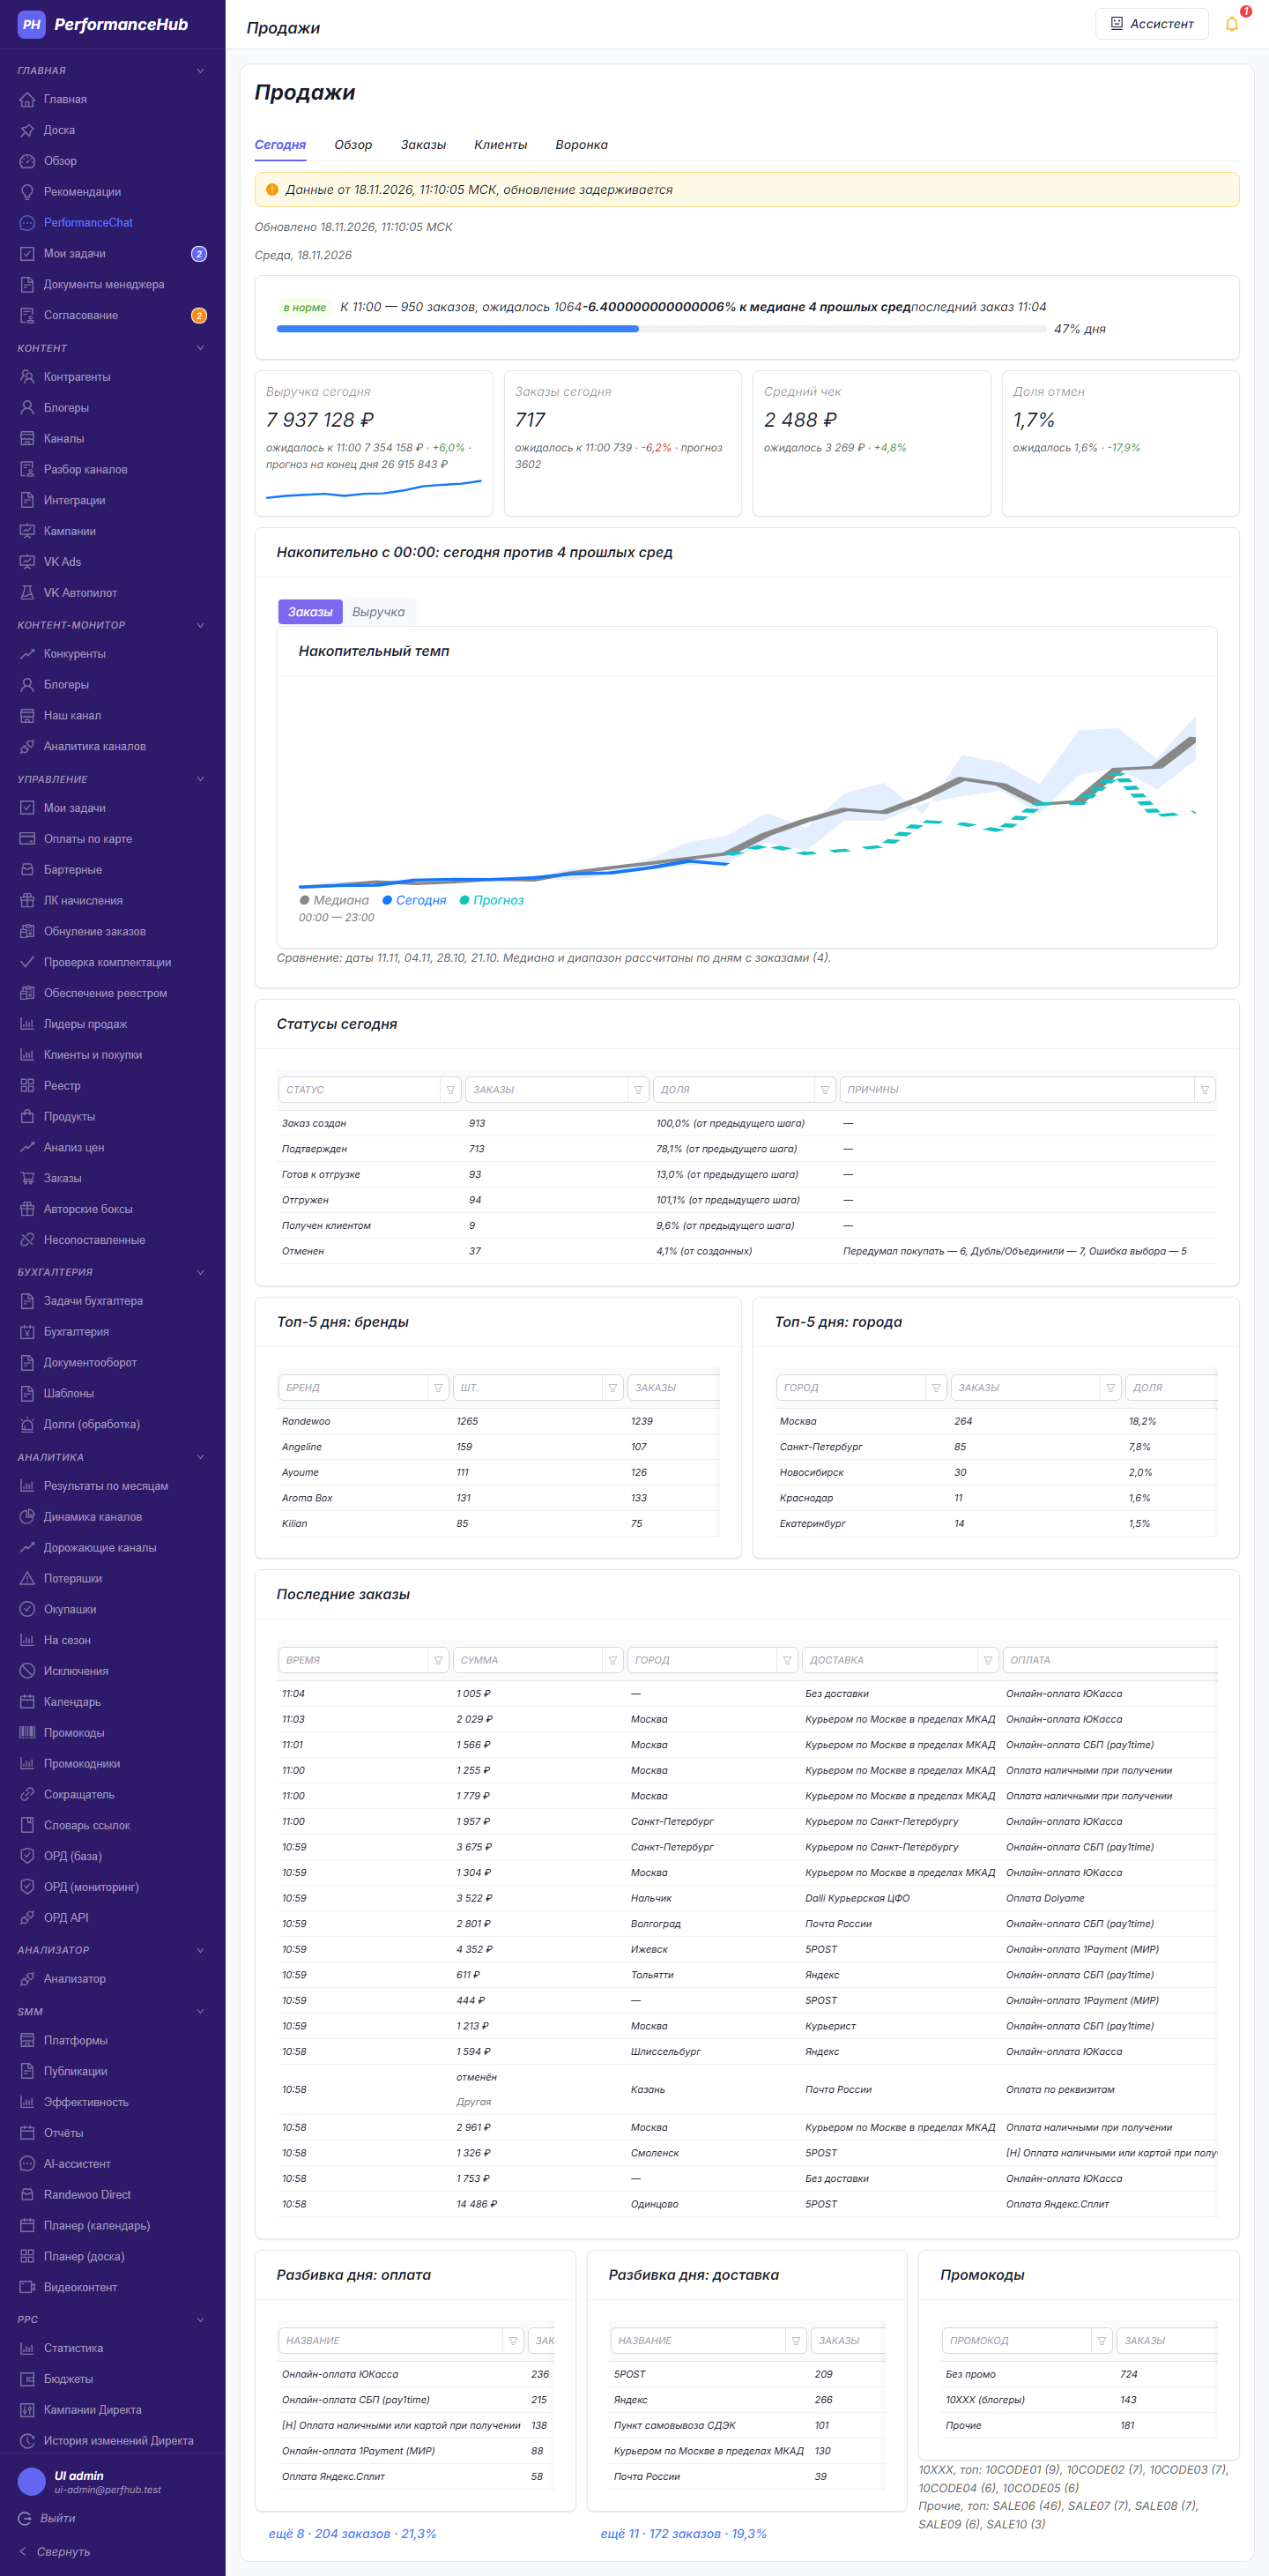 PH PerformanceHub
ГЛАВНАЯ
Главная
Доска
Обзор
Рекомендации
PerformanceChat
Мои задачи 2
Документы менеджера
Согласование 2
КОНТЕНТ
Контрагенты
Блогеры
Каналы
Разбор каналов
Интеграции
Кампании
VK Ads
VK Автопилот
КОНТЕНТ-МОНИТОР
Конкуренты
Блогеры
Наш канал
Аналитика каналов
УПРАВЛЕНИЕ
Мои задачи
Оплаты по карте
Бартерные
ЛК начисления
Обнуление заказов
Проверка комплектации
Обеспечение реестром
Лидеры продаж
Клиенты и покупки
Реестр
Продукты
Анализ цен
Заказы
Авторские боксы
Несопоставленные
БУХГАЛТЕРИЯ
Задачи бухгалтера
Бухгалтерия
Документооборот
Шаблоны
Долги (обработка)
АНАЛИТИКА
Результаты по месяцам
Динамика каналов
Дорожающие каналы
Потеряшки
Окупашки
На сезон
Исключения
Календарь
Промокоды
Промокодники
Сокращатель
Словарь ссылок
ОРД (база)
ОРД (мониторинг)
ОРД API
АНАЛИЗАТОР
Анализатор
SMM
Платформы
Публикации
Эффективность
Отчёты
AI-ассистент
Randewoo Direct
Планер (календарь)
Планер (доска)
Видеоконтент
PPC
Статистика
Бюджеты
Кампании Директа
История изменений Директа
UI admin
ui-admin@perfhub.test
Выйти
Свернуть
Продажи
Ассистент
1
Продажи
Сегодня Обзор Заказы Клиенты Воронка
Данные от 18.11.2026, 11:10:05 МСК, обновление задерживается
Обновлено 18.11.2026, 11:10:05 МСК
Среда, 18.11.2026
в норме К 11:00 — 950 заказов, ожидалось 1064-6.400000000000006% к медиане 4 прошлых средпоследний заказ 11:04
47% дня
Выручка сегодня
7 937 128 ₽
ожидалось к 11:00 7 354 158 ₽ · +6,0% ·
прогноз на конец дня 26 915 843 ₽
Заказы сегодня
717
ожидалось к 11:00 739 · -6,2% · прогноз
3602
Средний чек
2 488 ₽
ожидалось 3 269 ₽ · +4,8%
Доля отмен
1,7%
ожидалось 1,6% · -17,9%
Накопительно с 00:00: сегодня против 4 прошлых сред
Заказы Выручка
Накопительный темп
Медиана Сегодня Прогноз
00:00 — 23:00
Сравнение: даты 11.11, 04.11, 28.10, 21.10. Медиана и диапазон рассчитаны по дням с заказами (4).
Статусы сегодня
СТАТУС ЗАКАЗЫ ДОЛЯ ПРИЧИНЫ
Заказ создан 913 100,0% (от предыдущего шага) —
Подтвержден 713 78,1% (от предыдущего шага) —
Готов к отгрузке 93 13,0% (от предыдущего шага) —
Отгружен 94 101,1% (от предыдущего шага) —
Получен клиентом 9 9,6% (от предыдущего шага) —
Отменен 37 4,1% (от созданных) Передумал покупать — 6, Дубль/Объединили — 7, Ошибка выбора — 5
Топ-5 дня: бренды
БРЕНД ШТ. ЗАКАЗЫ
Randewoo 1265 1239
Angeline 159 107
Ayoume 111 126
Aroma Box 131 133
Kilian 85 75
Топ-5 дня: города
ГОРОД ЗАКАЗЫ ДОЛЯ
Москва 264 18,2%
Санкт-Петербург 85 7,8%
Новосибирск 30 2,0%
Краснодар 11 1,6%
Екатеринбург 14 1,5%
Последние заказы
ВРЕМЯ СУММА ГОРОД ДОСТАВКА ОПЛАТА
11:04 1 005 ₽ — Без доставки Онлайн-оплата ЮКасса
11:03 2 029 ₽ Москва Курьером по Москве в пределах МКАД Онлайн-оплата ЮКасса
11:01 1 566 ₽ Москва Курьером по Москве в пределах МКАД Онлайн-оплата СБП (pay1time)
11:00 1 255 ₽ Москва Курьером по Москве в пределах МКАД Оплата наличными при получении
11:00 1 779 ₽ Москва Курьером по Москве в пределах МКАД Оплата наличными при получении
11:00 1 957 ₽ Санкт-Петербург Курьером по Санкт-Петербургу Онлайн-оплата ЮКасса
10:59 3 675 ₽ Санкт-Петербург Курьером по Санкт-Петербургу Онлайн-оплата СБП (pay1time)
10:59 1 304 ₽ Москва Курьером по Москве в пределах МКАД Онлайн-оплата ЮКасса
10:59 3 522 ₽ Нальчик Dalli Курьерская ЦФО Оплата Dolyame
10:59 2 801 ₽ Волгоград Почта России Онлайн-оплата СБП (pay1time)
10:59 4 352 ₽ Ижевск 5POST Онлайн-оплата 1Payment (МИР)
10:59 611 ₽ Тольятти Яндекс Онлайн-оплата СБП (pay1time)
10:59 444 ₽ — 5POST Онлайн-оплата 1Payment (МИР)
10:59 1 213 ₽ Москва Курьерист Онлайн-оплата СБП (pay1time)
10:58 1 594 ₽ Шлиссельбург Яндекс Онлайн-оплата ЮКасса
10:58 отменён Казань Почта России Оплата по реквизитам
Другая
10:58 2 961 ₽ Москва Курьером по Москве в пределах МКАД Оплата наличными при получении
10:58 1 326 ₽ Смоленск 5POST [Н] Оплата наличными или картой при полу
10:58 1 753 ₽ — Без доставки Онлайн-оплата ЮКасса
10:58 14 486 ₽ Одинцово 5POST Оплата Яндекс.Сплит
Разбивка дня: оплата
НАЗВАНИЕ ЗАК
Онлайн-оплата ЮКасса 236
Онлайн-оплата СБП (pay1time) 215
[Н] Оплата наличными или картой при получении 138
Онлайн-оплата 1Payment (МИР) 88
Оплата Яндекс.Сплит 58
ещё 8 · 204 заказов · 21,3%
Разбивка дня: доставка
НАЗВАНИЕ ЗАКАЗЫ
5POST 209
Яндекс 266
Пункт самовывоза СДЭК 101
Курьером по Москве в пределах МКАД 130
Почта России 39
ещё 11 · 172 заказов · 19,3%
Промокоды
ПРОМОКОД ЗАКАЗЫ
Без промо 724
10XXX (блогеры) 143
Прочие 181
10XXX, топ: 10CODE01 (9), 10CODE02 (7), 10CODE03 (7),
10CODE04 (6), 10CODE05 (6)
Прочие, топ: SALE06 (46), SALE07 (7), SALE08 (7),
SALE09 (6), SALE10 (3)